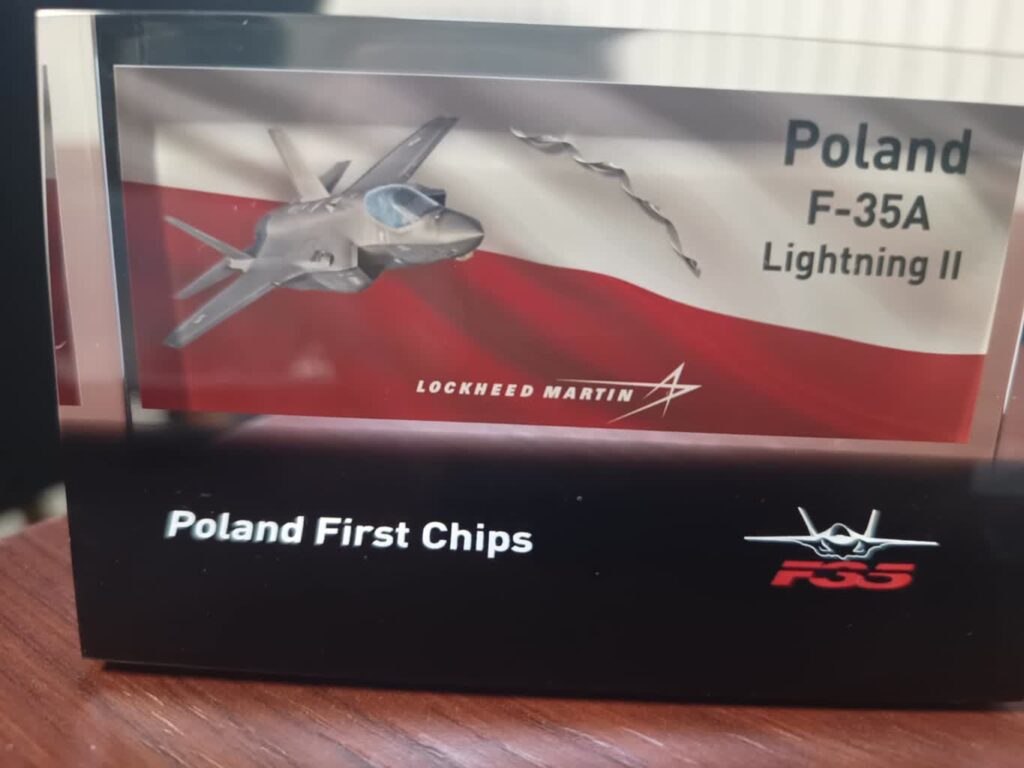 Poland
F-35A
Lightning II
LOCKHEED MARTIN
Poland First Chips
F35